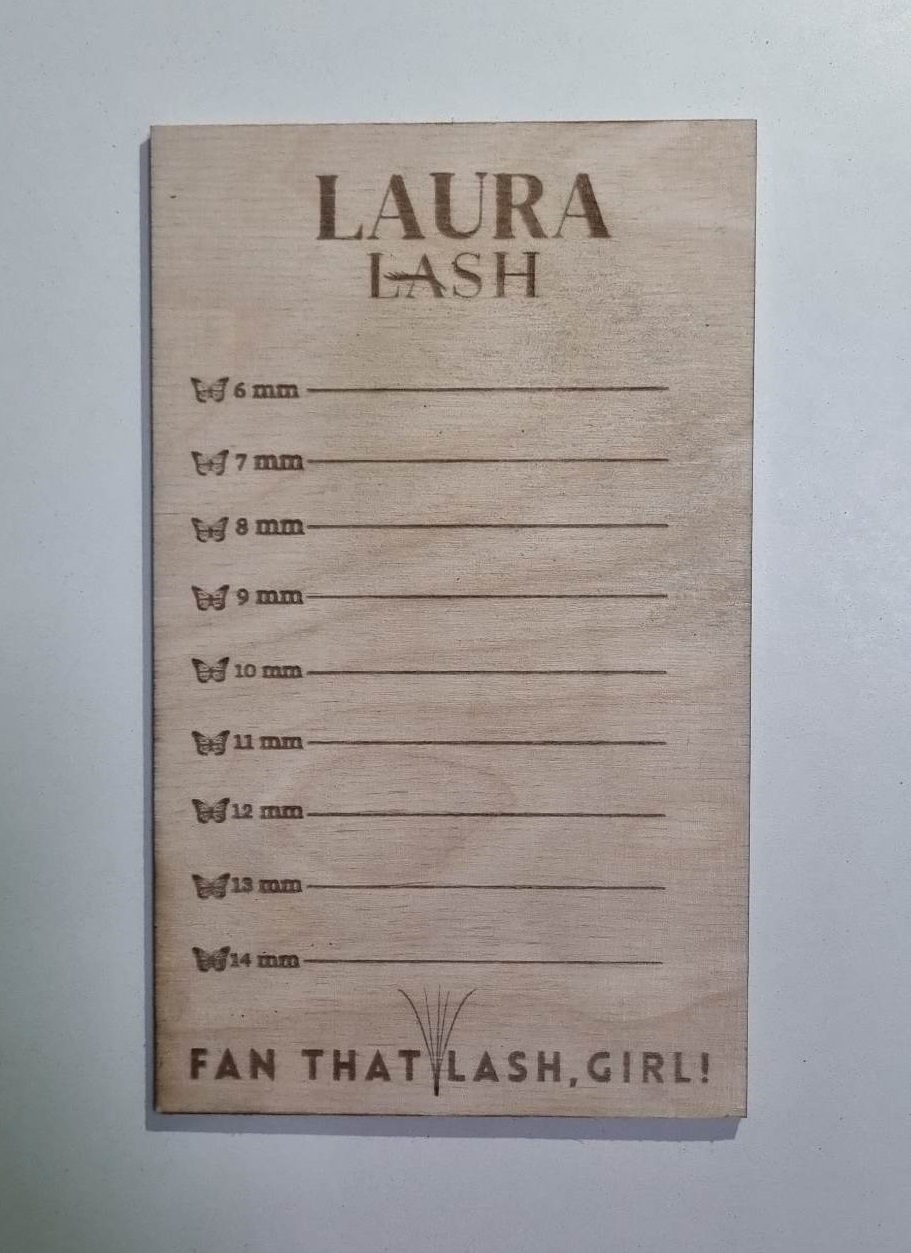 LAURA
LASH
6 mm
7 mm
8 mm
9 mm
10 mm
11 mm
12 mm
13 mm
14 mm
FAN THAT LASH, GIRL!